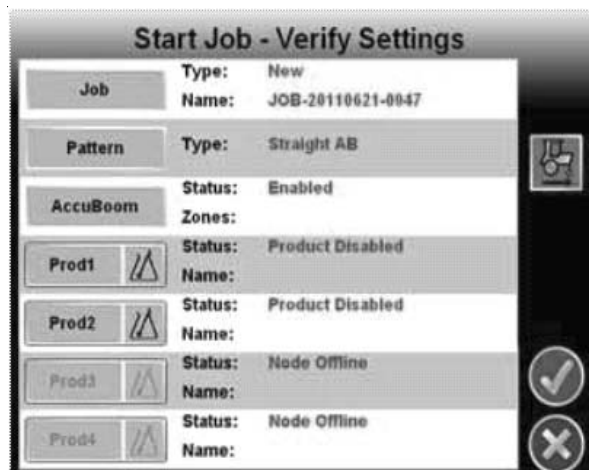 Start Job - Verify Settings
Job
Type: New
Name: JOB-20110621-0947
Pattern
Type: Straight AB
AccuBoom
Status: Enabled
Zones:
Prod1
Status: Product Disabled
Name:
Prod2
Status: Product Disabled
Name:
Prod3
Status: Node Offline
Name:
Prod4
Status: Node Offline
Name: